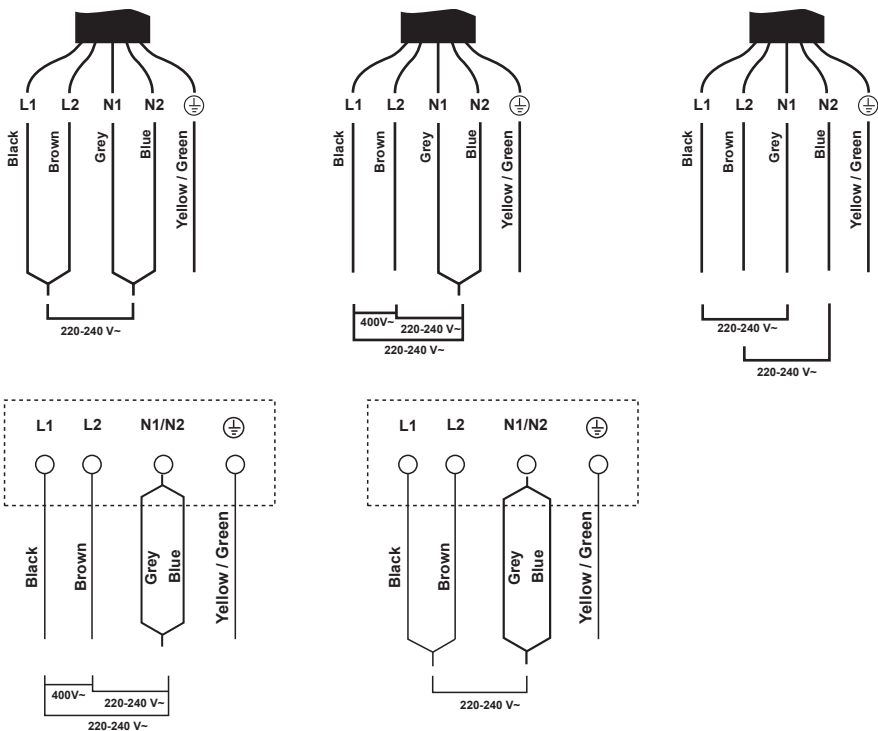 L1 L2 N1 N2
Black Brown Grey Blue Yellow / Green
220-240 V~
L1 L2 N1 N2
Black Brown Grey Blue Yellow / Green
400V~ 220-240 V~
220-240 V~
L1 L2 N1 N2
Black Brown Grey Blue Yellow / Green
220-240 V~
220-240 V~
L1 L2 N1/N2
Black Brown Grey Blue Yellow / Green
400V~ 220-240 V~
220-240 V~
L1 L2 N1/N2
Black Brown Grey Blue Yellow / Green
220-240 V~